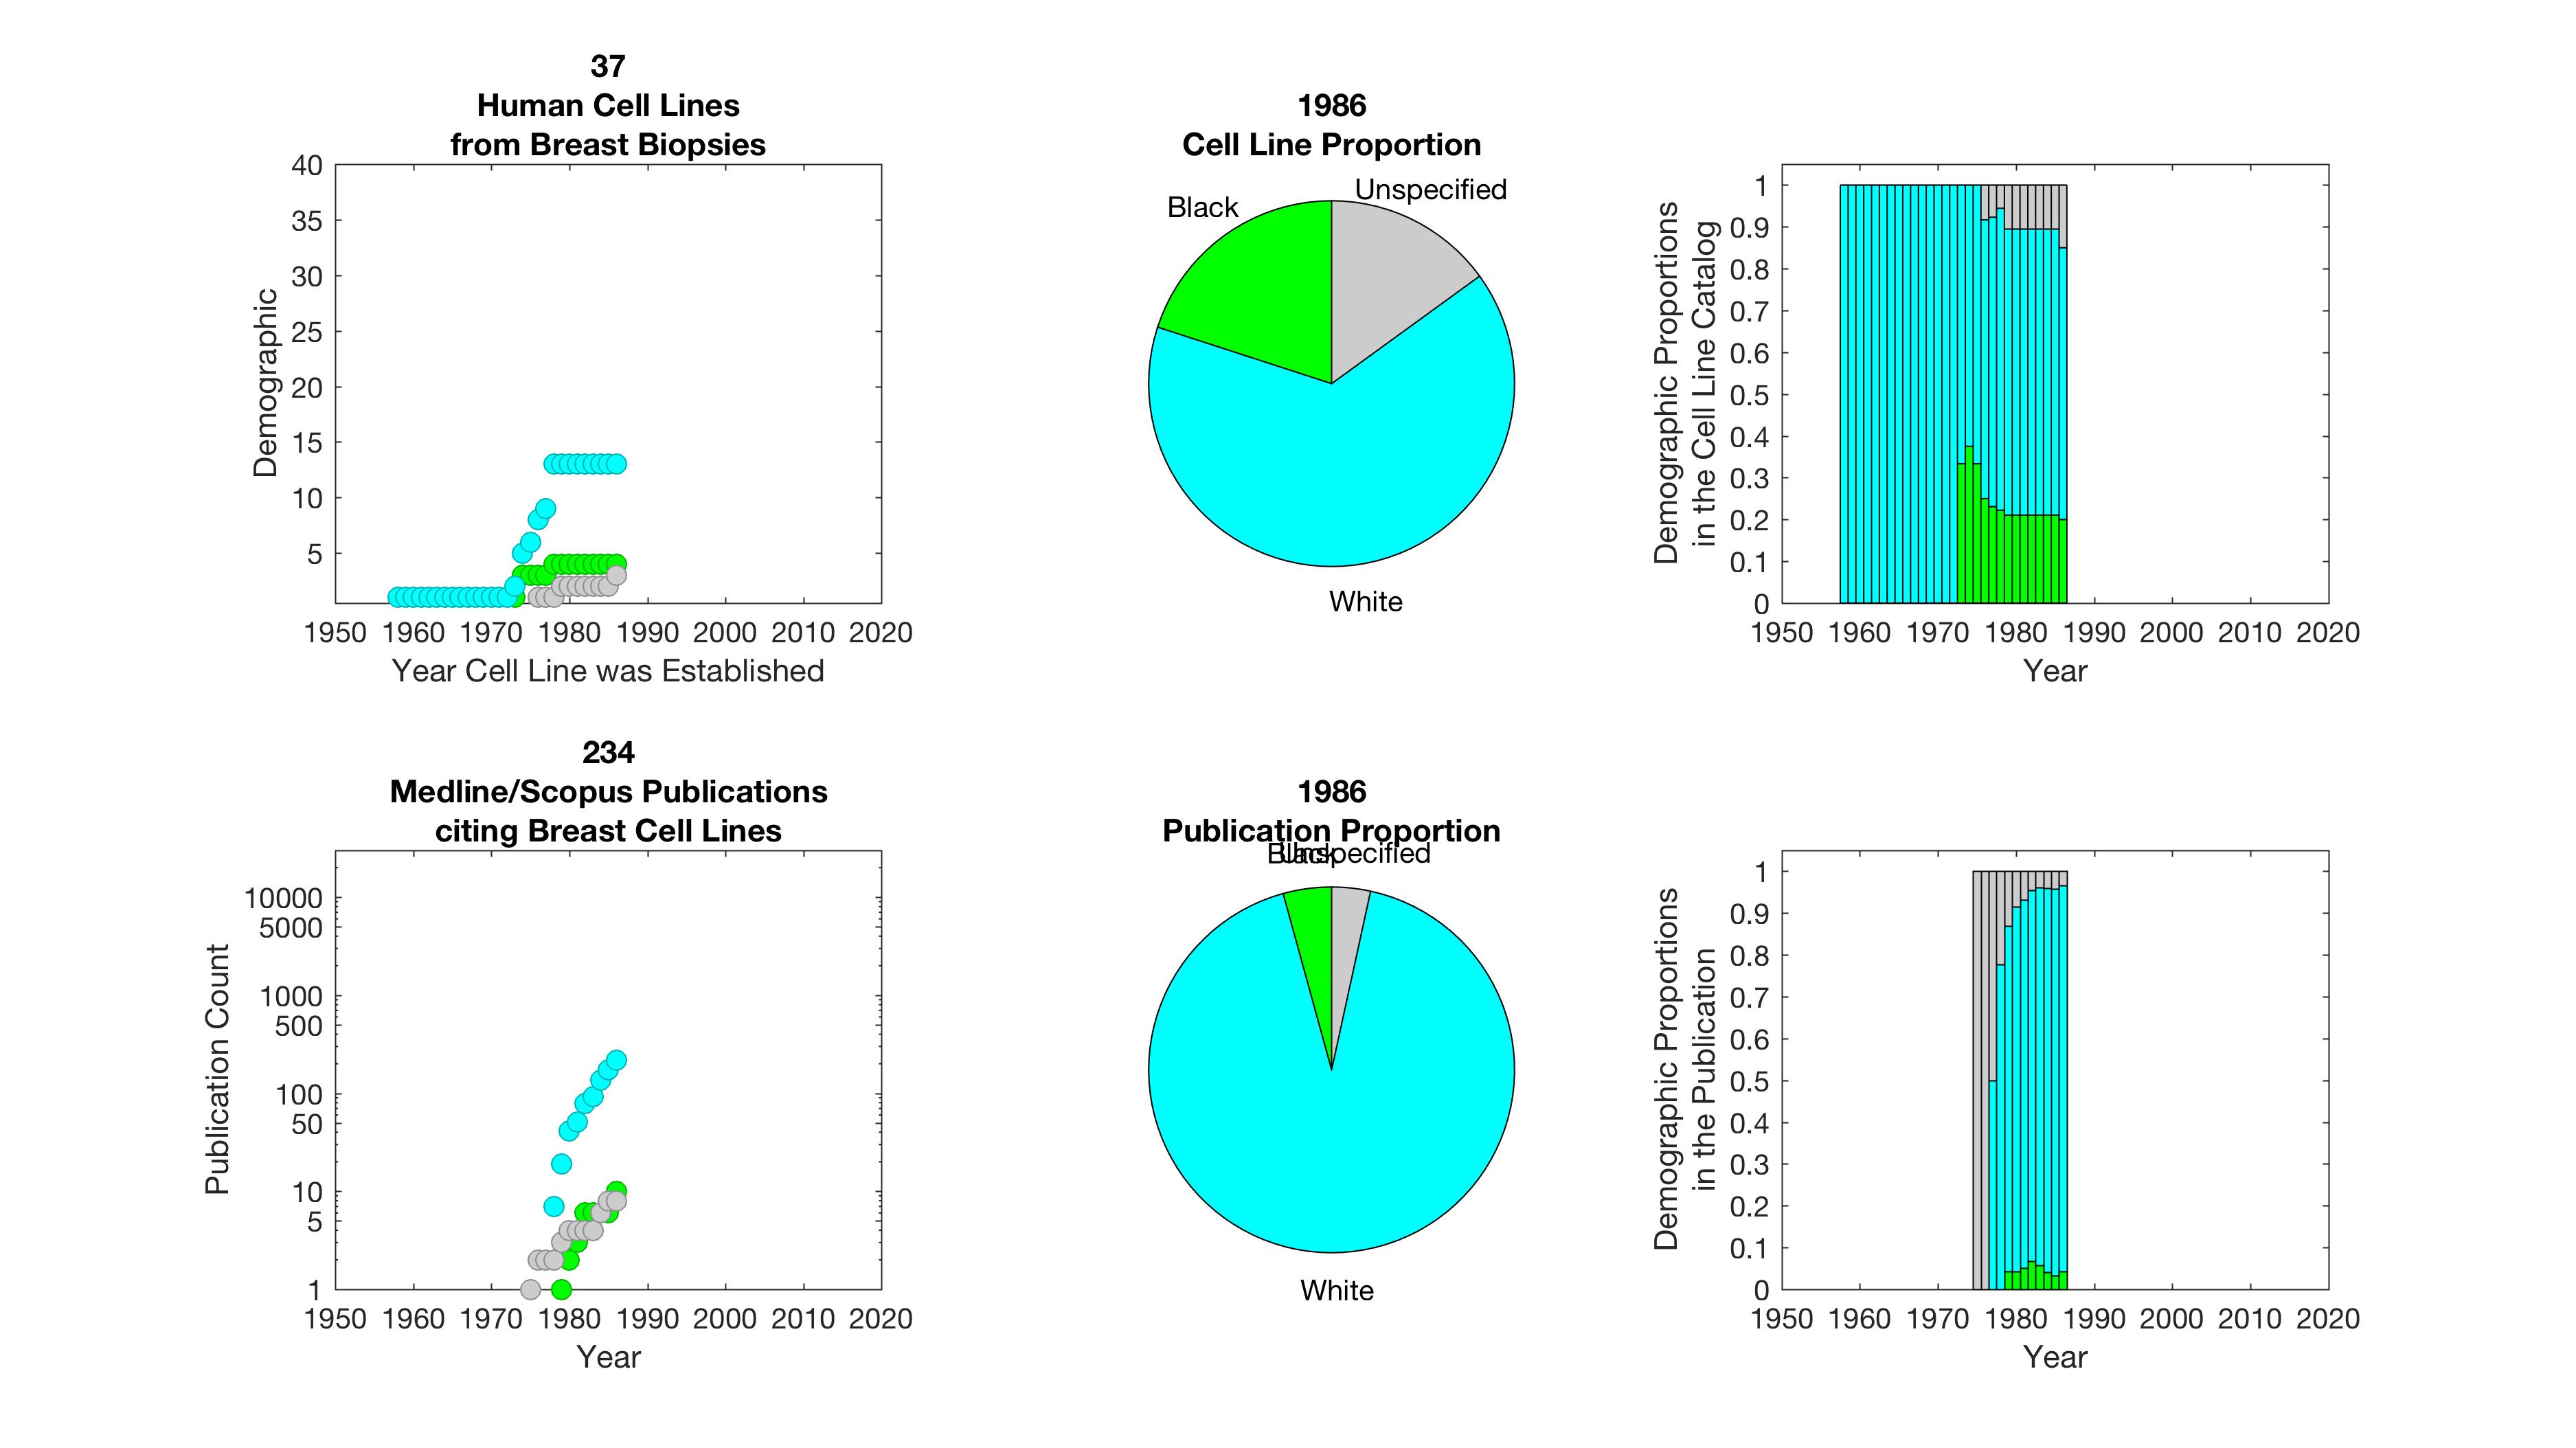 37
Human Cell Lines
from Breast Biopsies
40
35
30
25
20
15
10
5
Demographic
1950 1960 1970 1980 1990 2000 2010 2020
Year Cell Line was Established
1986
Cell Line Proportion
Black
Unspecified
White
Demographic Proportions
in the Cell Line Catalog
1
0.9
0.8
0.7
0.6
0.5
0.4
0.3
0.2
0.1
0
1950 1960 1970 1980 1990 2000 2010 2020
Year
234
Medline/Scopus Publications
citing Breast Cell Lines
Publication Count
10000
5000
1000
500
100
50
10
5
1
1950 1960 1970 1980 1990 2000 2010 2020
Year
1986
Publication Proportion
Black
Unspecified
White
Demographic Proportions
in the Publication
1
0.9
0.8
0.7
0.6
0.5
0.4
0.3
0.2
0.1
0
1950 1960 1970 1980 1990 2000 2010 2020
Year